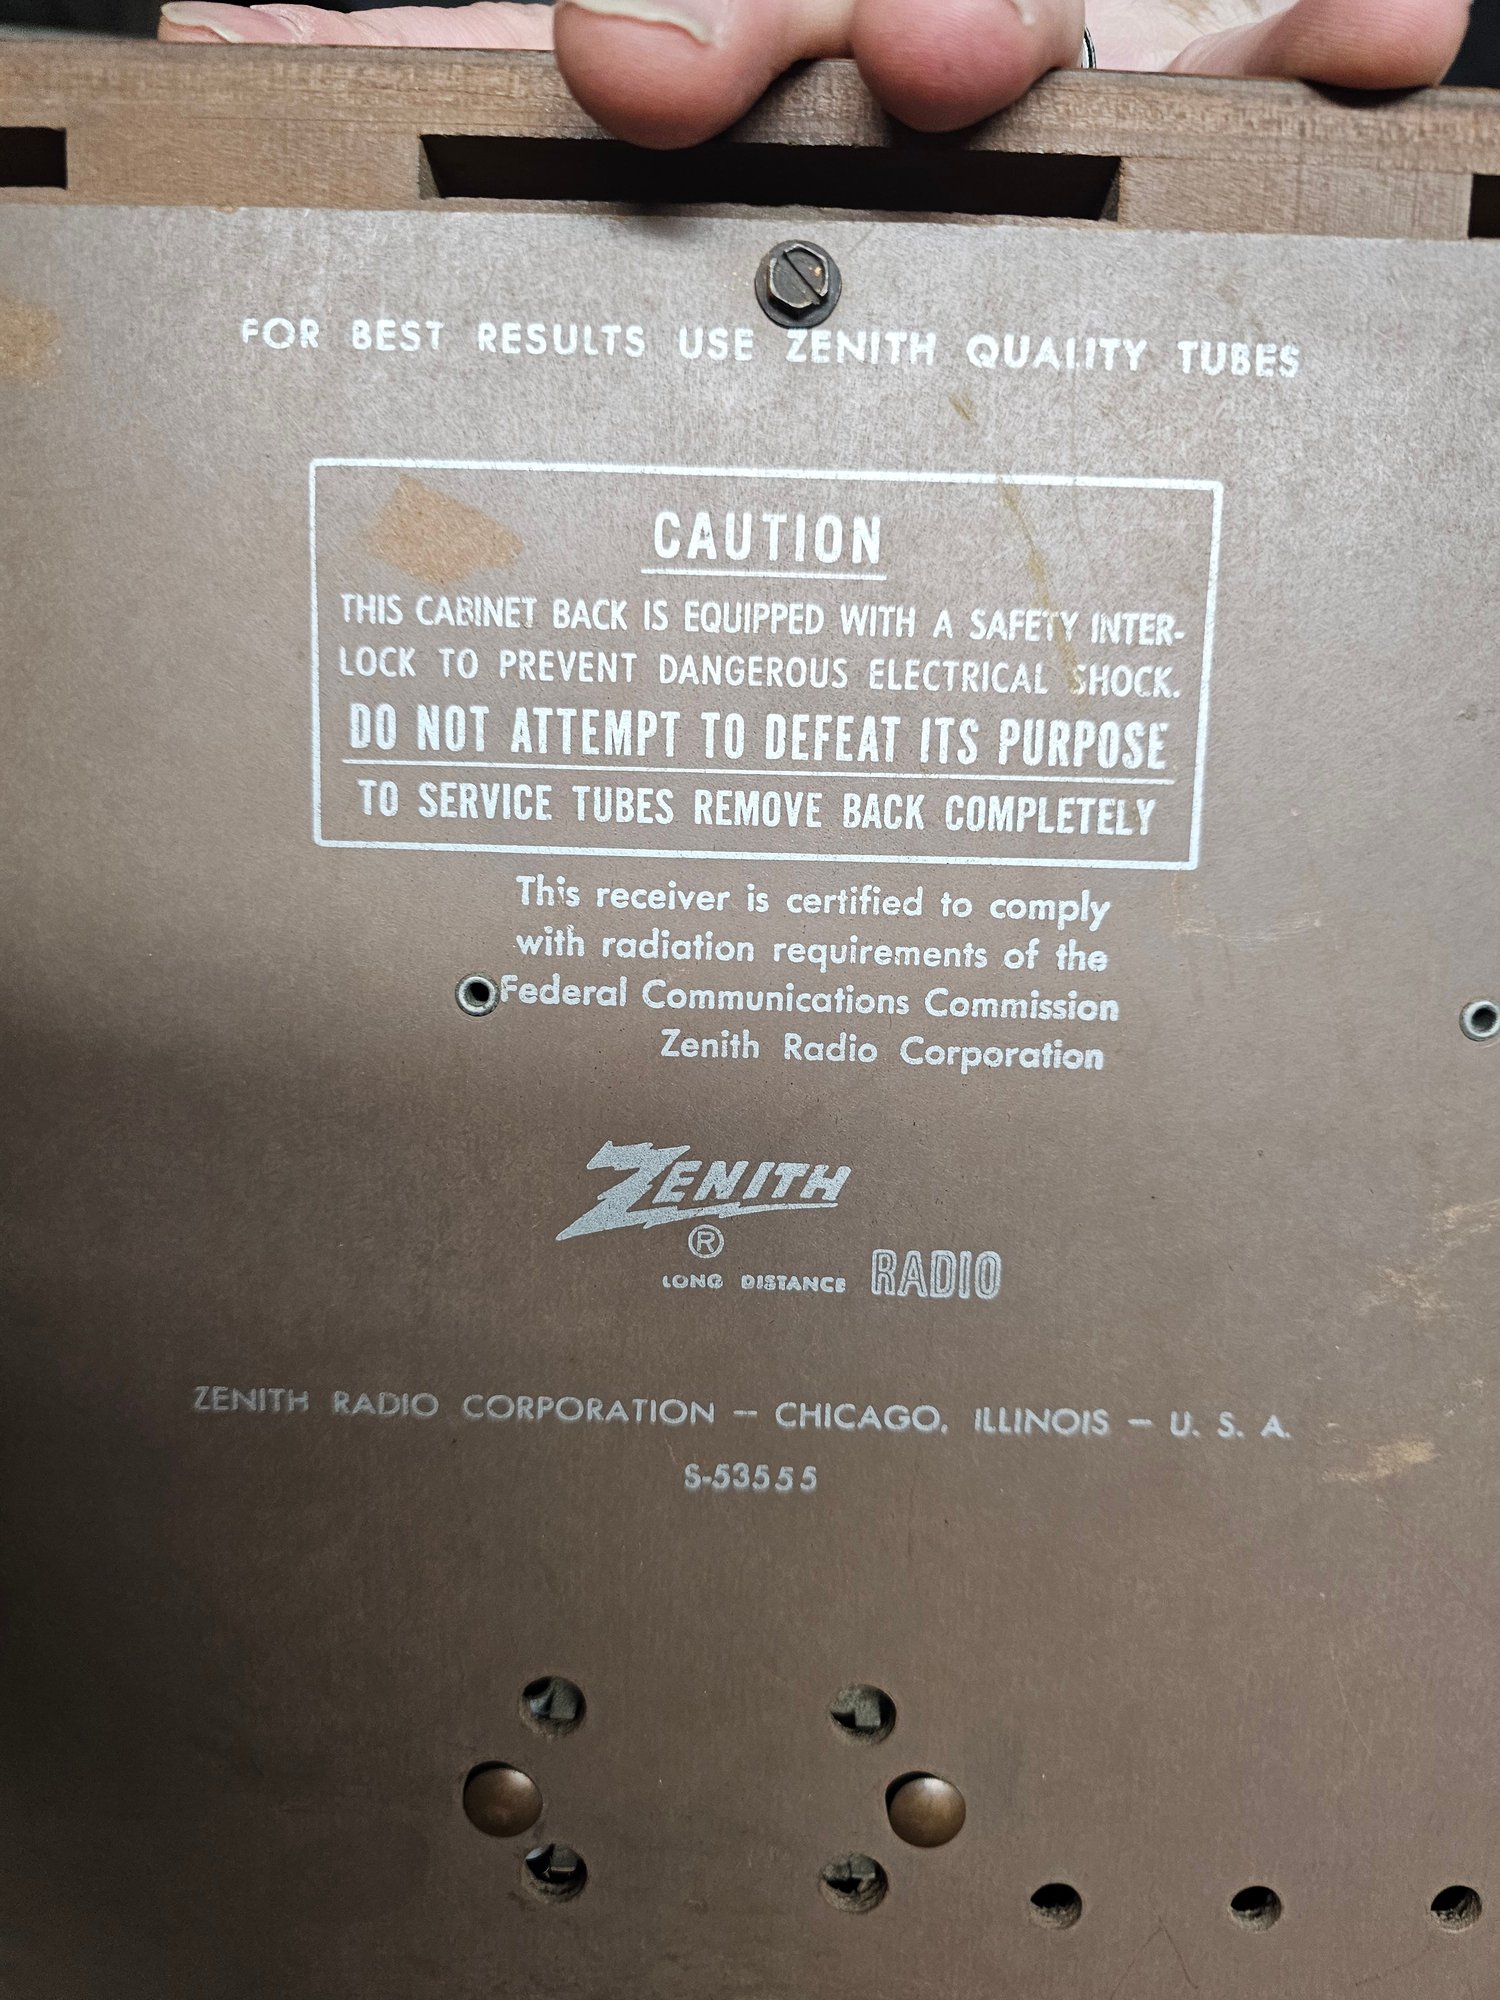 FOR BEST RESULTS USE ZENITH QUALITY TUBES
CAUTION
THIS CABINET BACK IS EQUIPPED WITH A SAFETY INTER-
LOCK TO PREVENT DANGEROUS ELECTRICAL SHOCK.
DO NOT ATTEMPT TO DEFEAT ITS PURPOSE
TO SERVICE TUBES REMOVE BACK COMPLETELY
This receiver is certified to comply
with radiation requirements of the
Federal Communications Commission
Zenith Radio Corporation
ZENITH
®
LONG DISTANCE RADIO
ZENITH RADIO CORPORATION — CHICAGO, ILLINOIS — U. S. A.
S-53555